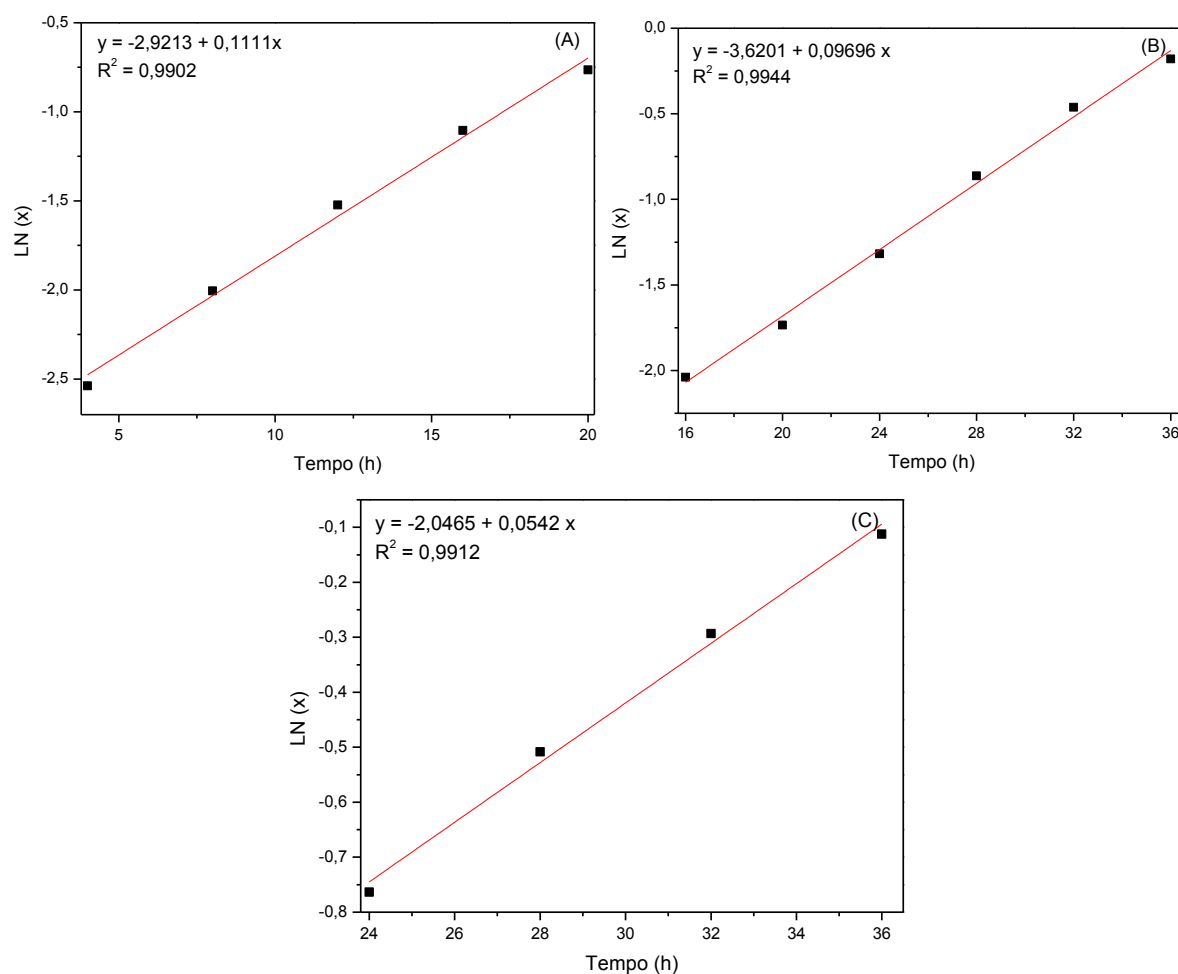 y = -2,9213 + 0,1111x
R² = 0,9902
(A)
-0,5
-1,0
-1,5
-2,0
-2,5
LN (x)
5 10 15 20
Tempo (h)
y = -3,6201 + 0,09696 x
R² = 0,9944
(B)
0,0
-0,5
-1,0
-1,5
-2,0
LN (x)
16 20 24 28 32 36
Tempo (h)
y = -2,0465 + 0,0542 x
R² = 0,9912
(C)
-0,1
-0,2
-0,3
-0,4
-0,5
-0,6
-0,7
-0,8
LN (x)
24 26 28 30 32 34 36
Tempo (h)